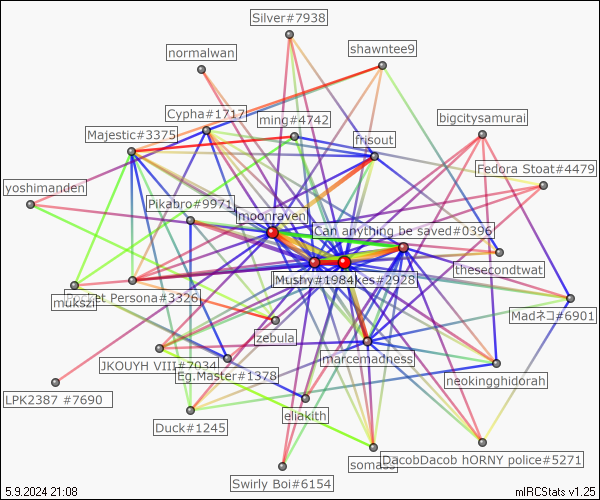 Silver#7938
normalwan
shawntee9
Cypha#1717
ming#4742
bigcitysamurai
Majestic#3375
frisout
Fedora Stoat#4479
yoshimanden
Pikabro#9971
moonraven
Can anything be saved#0396
thesecondtwat
Mushy#1984
kes#2928
mukszi
ocket Persona#3326
Madネコ#6901
zebula
marcemadness
JKOUYH VIII#7034
Eg.Master#1378
neokingghidorah
LPK2387 #7690
eliakith
Duck#1245
somass
DacobDacob hORNY police#5271
Swirly Boi#6154
5.9.2024 21:08
mIRCStats v1.25